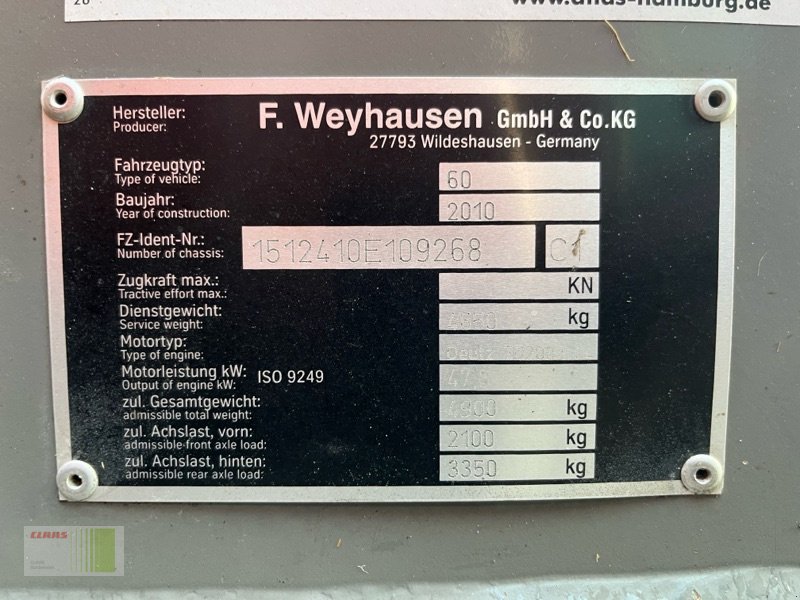 www.atlas-hamburg.de
Hersteller: F. Weyhausen GmbH & Co.KG
Producer: 27793 Wildeshausen - Germany
Fahrzeugtyp: 60
Type of vehicle:
Baujahr: 2010
Year of construction:
FZ-Ident-Nr.: 1512410E109268 C1
Number of chassis:
Zugkraft max.: KN
Tractive effort max.:
Dienstgewicht: kg
Service weight:
Motortyp:
Type of engine:
Motorleistung kW: ISO 9249
Output of engine kW:
zul. Gesamtgewicht: 4900 kg
admissible total weight:
zul. Achslast, vorn: 2100 kg
admissible front axle load:
zul. Achslast, hinten: 3350 kg
admissible rear axle load:
CLAAS